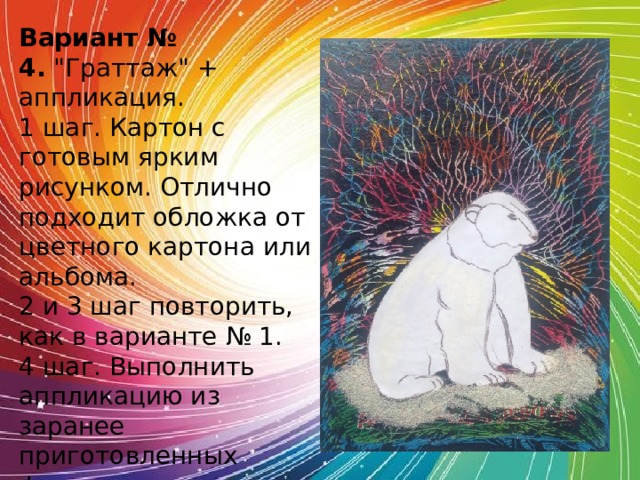 Вариант №
4. "Граттаж" +
аппликация.
1 шаг. Картон с
готовым ярким
рисунком. Отлично
подходит обложка от
цветного картона или
альбома.
2 и 3 шаг повторить,
как в варианте № 1.
4 шаг. Выполнить
аппликацию из
заранее
приготовленных